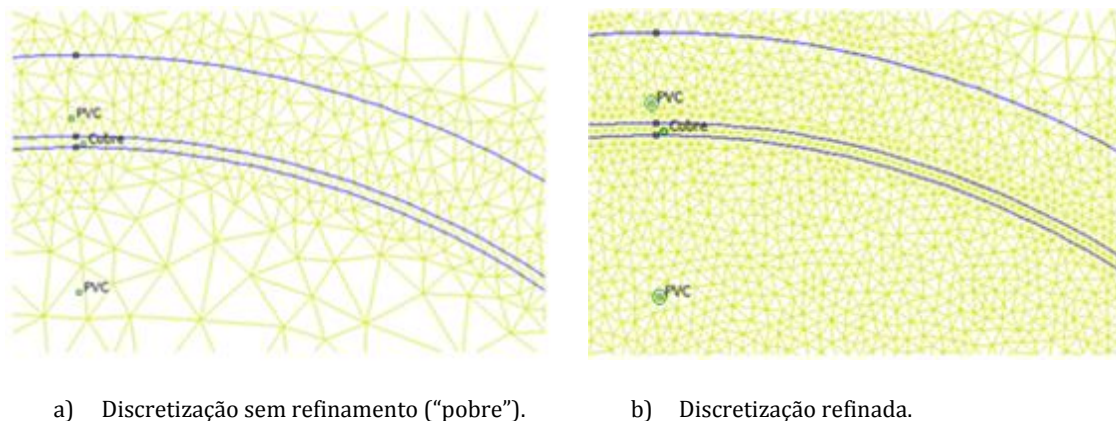 PVC
Cobre
PVC
PVC
Cobre
PVC
a) Discretização sem refinamento (“pobre”).
b) Discretização refinada.